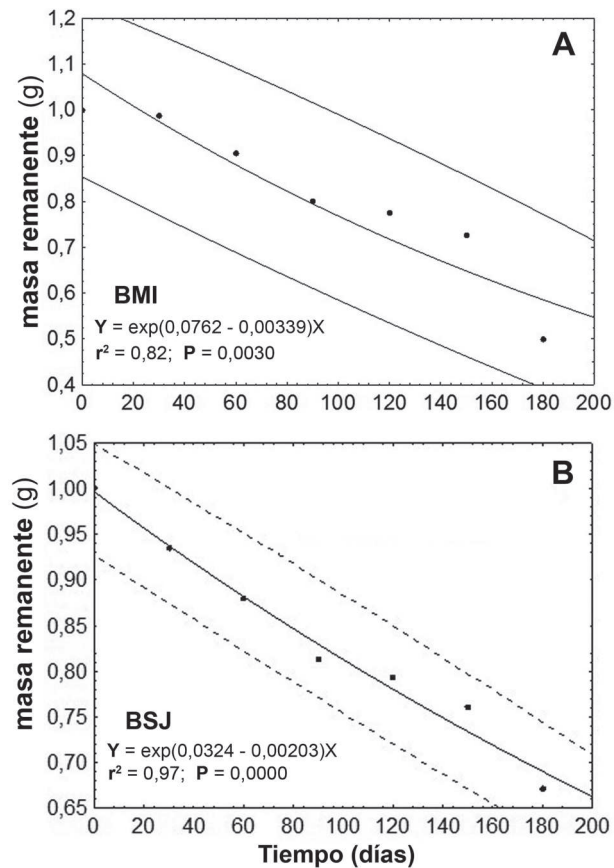 A
1,2
1,1
1,0
0,9
0,8
0,7
0,6
0,5
0,4
masa remanente (g)
BMI
Y = exp(0,0762 - 0,00339)X
r² = 0,82; P = 0,0030
0 20 40 60 80 100 120 140 160 180 200
B
1,05
1,00
0,95
0,90
0,85
0,80
0,75
0,70
0,65
masa remanente (g)
BSJ
Y = exp(0,0324 - 0,00203)X
r² = 0,97; P = 0,0000
0 20 40 60 80 100 120 140 160 180 200
Tiempo (días)